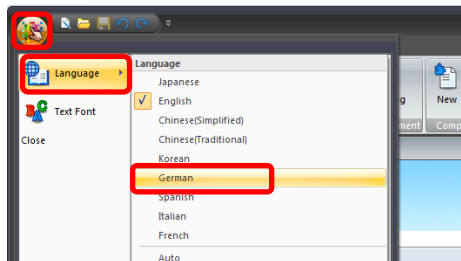 Language
Text Font
Close
Language
Japanese
English
Chinese(Simplified)
Chinese(Traditional)
Korean
German
Spanish
Italian
French
Auto
New